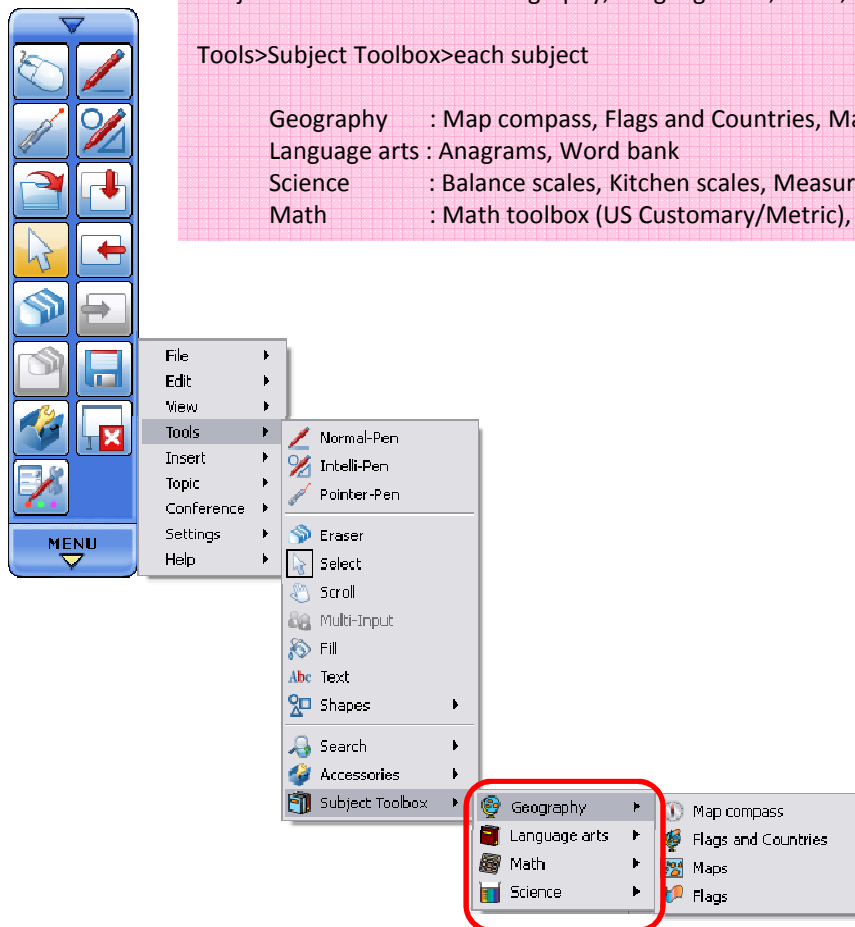 Tools>Subject Toolbox>each subject
Geography : Map compass, Flags and Countries, Ma
Language arts : Anagrams, Word bank
Science : Balance scales, Kitchen scales, Measur
Math : Math toolbox (US Customary/Metric),
File
Edit
View
Tools
Insert
Topic
Conference
Settings
Help
MENU
Normal-Pen
Intelli-Pen
Pointer-Pen
Eraser
Select
Scroll
Multi-Input
Fill
Abc Text
Shapes
Search
Accessories
Subject Toolbox
Geography
Language arts
Math
Science
Map compass
Flags and Countries
Maps
Flags